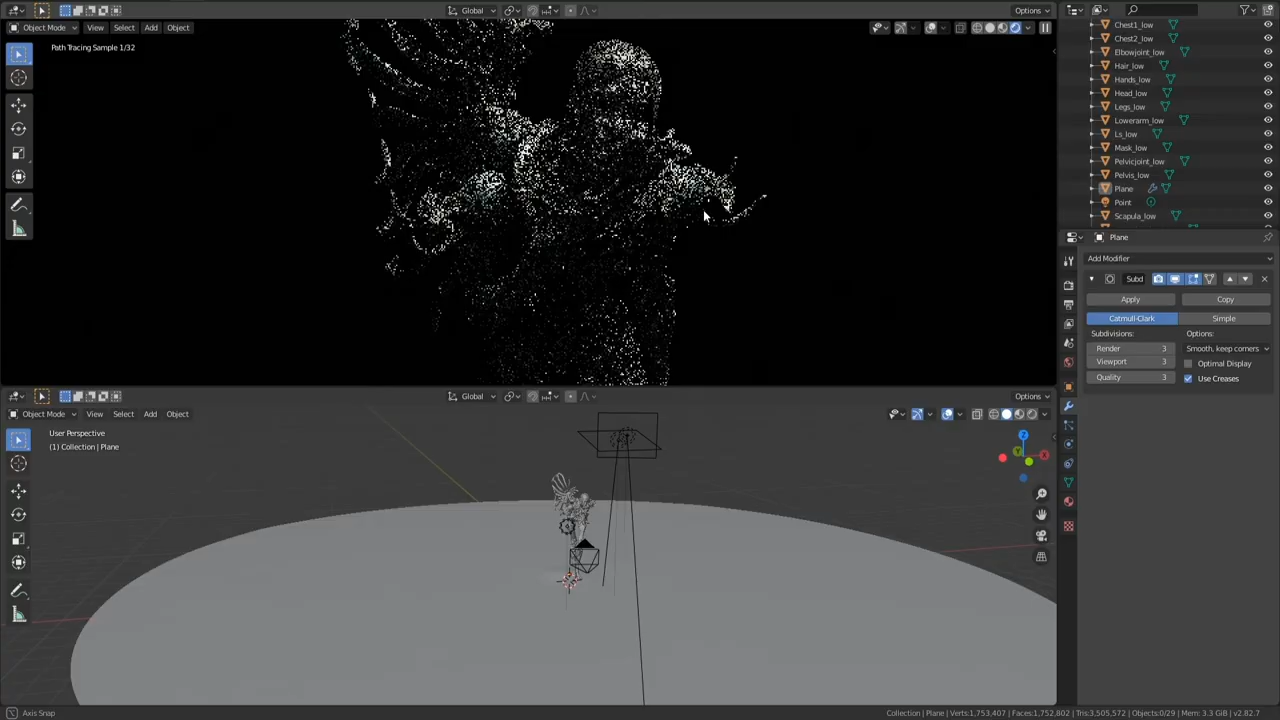 Global
Options
Object Mode
View
Select
Add
Object
Path Tracing Sample 1/32
Chest1_low
Chest2_low
Elbowjoint_low
Hair_low
Hands_low
Head_low
Legs_low
Lowerarm_low
Ls_low
Mask_low
Pelvicjoint_low
Pelvis_low
Plane
Point
Scapula_low
Plane
Add Modifier
Subd
Apply
Copy
Catmull-Clark
Simple
Subdivisions:
Options:
Render 3
Smooth, keep corners
Viewport 3
Optimal Display
Quality 3
Use Creases
Global
Options
Object Mode
View
Select
Add
Object
User Perspective
(1) Collection | Plane
Z
Y
X
Axis Snap
Collection | Plane | Verts:1,753,407 | Faces:1,752,802 | Tris:3,505,572 | Objects:0/29 | Mem: 3.3 GiB | v2.82.7